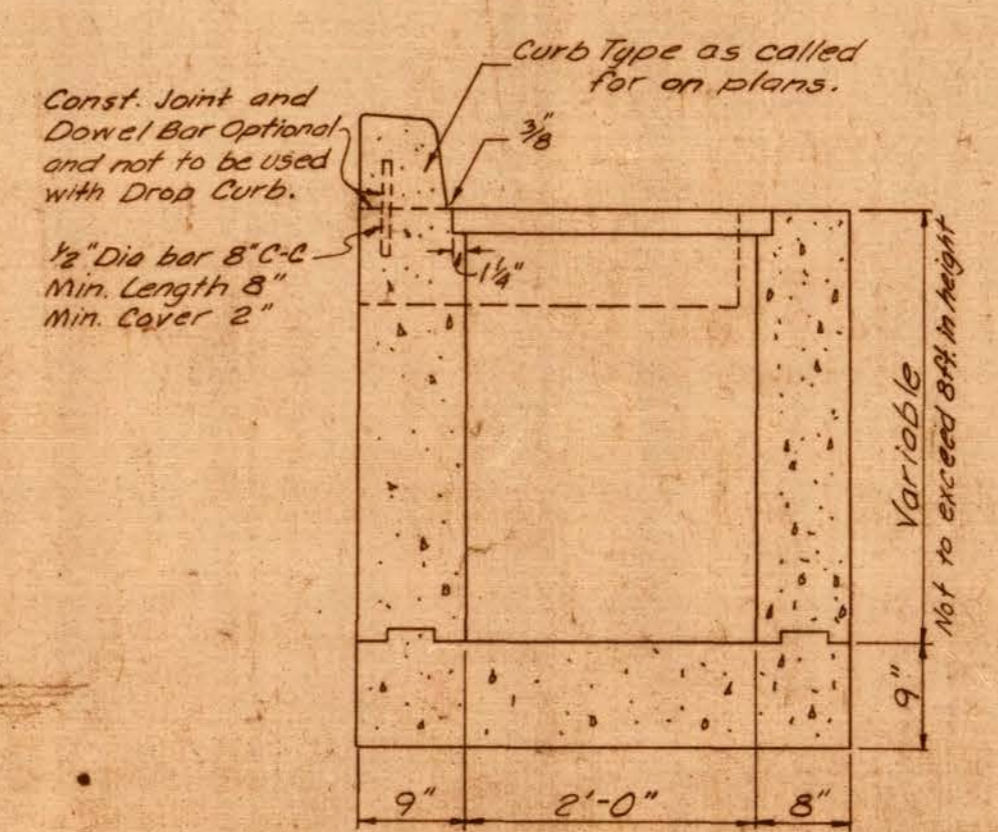 Curb Type as called
for on plans.
Const. Joint and
Dowel Bar Optional
and not to be used
with Drop Curb.
3/8"
1/2" Dia bar 8" C-C
Min. Length 8"
Min. Cover 2"
1 1/4"
Variable
Not to exceed 8ft. in height
9"
9"
2'-0"
8"